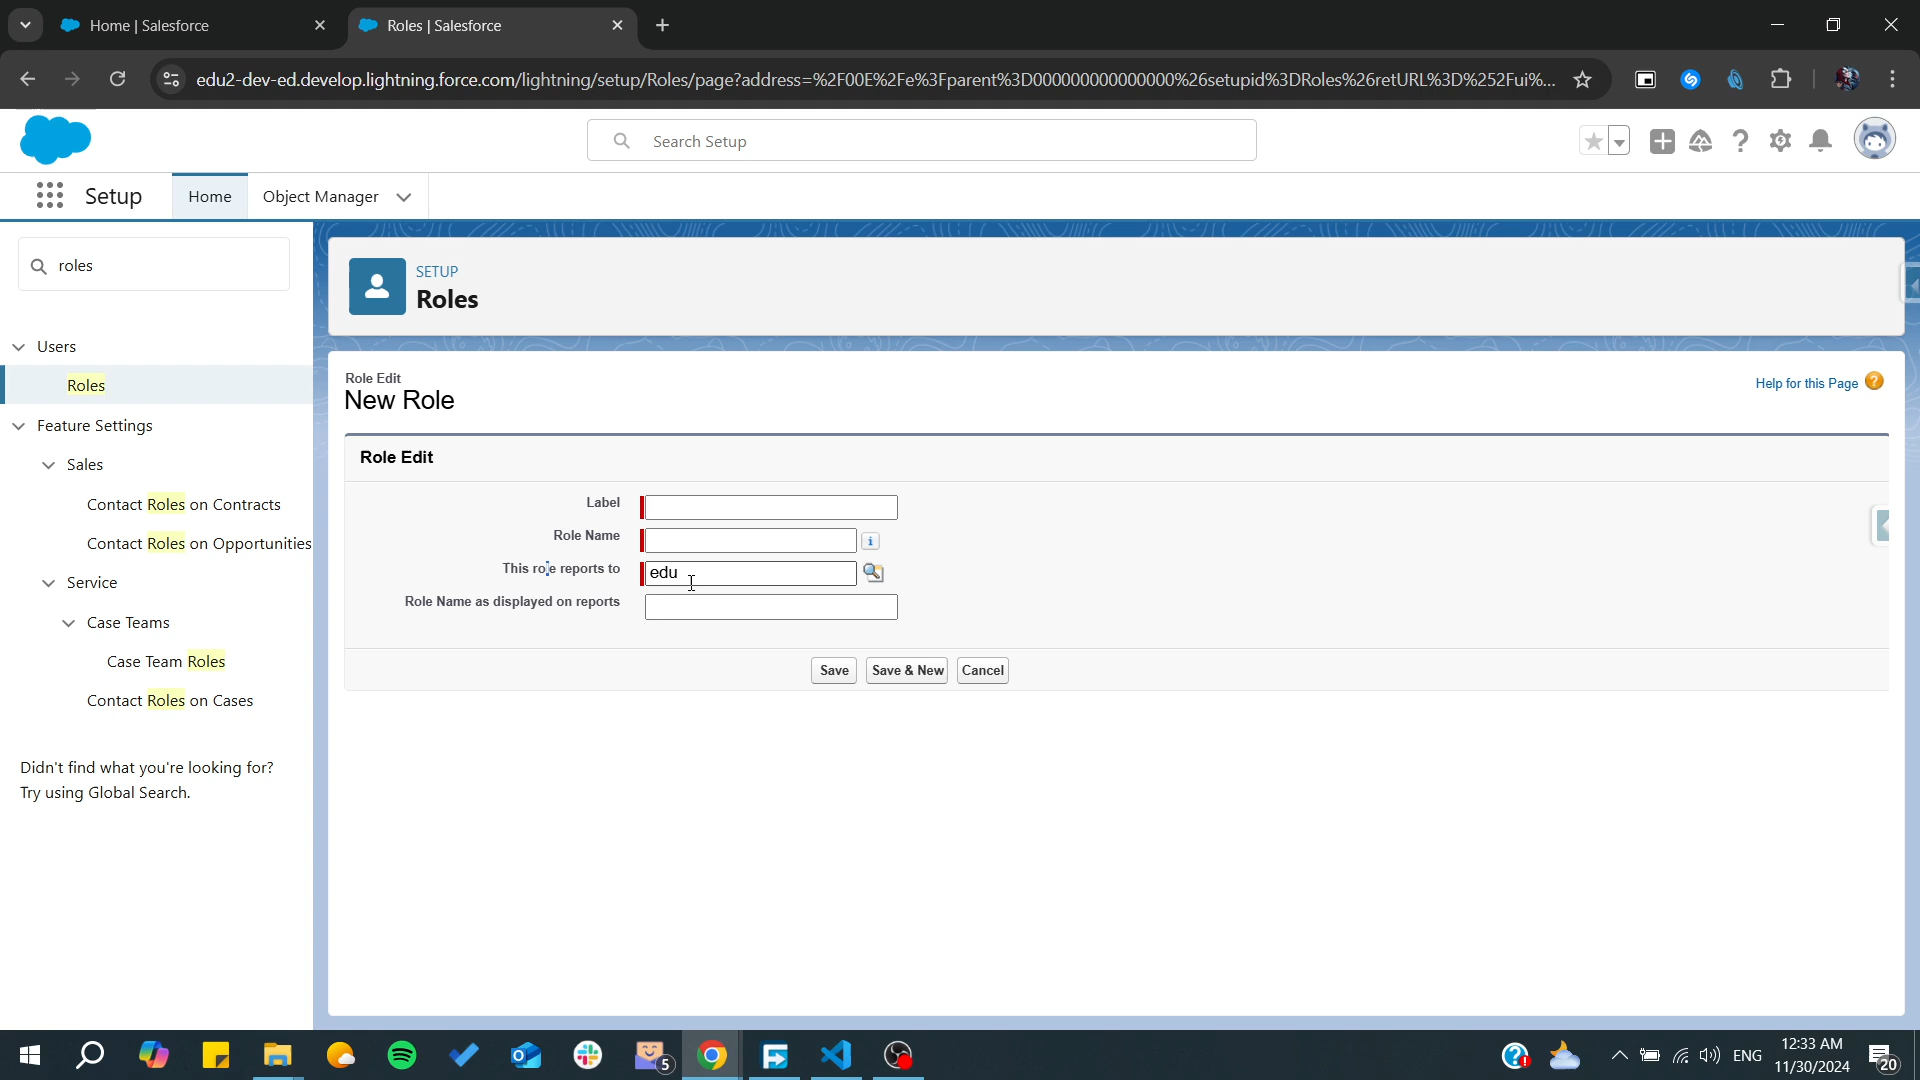 Home | Salesforce
Roles | Salesforce
edu2-dev-ed.develop.lightning.force.com/lightning/setup/Roles/page?address=%2F00E%2Fe%3Fparent%3D000000000000000%26setupid%3DRoles%26retURL%3D%252Fui%...
Search Setup
Setup
Home
Object Manager
roles
Users
Roles
Feature Settings
Sales
Contact Roles on Contracts
Contact Roles on Opportunities
Service
Case Teams
Case Team Roles
Contact Roles on Cases
Didn't find what you're looking for?
Try using Global Search.
SETUP
Roles
Role Edit
New Role
Help for this Page
Role Edit
Label
Role Name
This role reports to
edu
Role Name as displayed on reports
Save
Save & New
Cancel
5
ENG
12:33 AM
11/30/2024
20